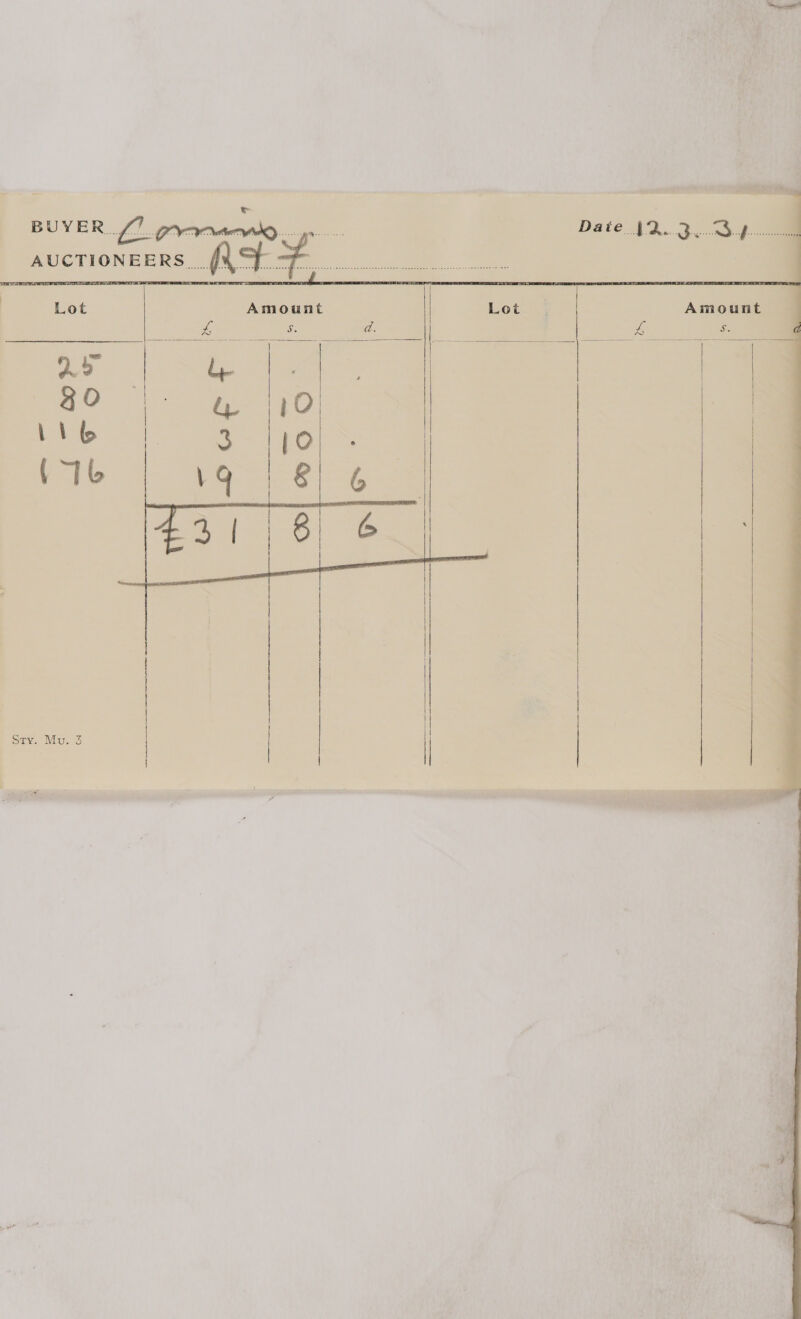 BUYER
Date 12. 3. 31
AUCTIONEERS R & F
Lot Amount Lot Amount
£ s. d. £ s. d
25 4 . .
80 4 10
116 3 10 .
176 19 8 6
£31 8 6
Sty. Mu. 3